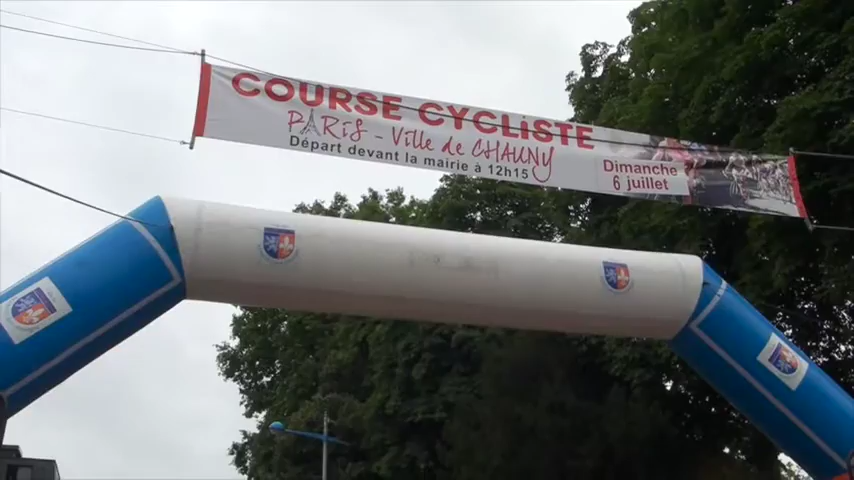 COURSE CYCLiSTE
PARiS - Ville de CHAUNY
Départ devant la mairie à 12h15
Dimanche
6 juillet